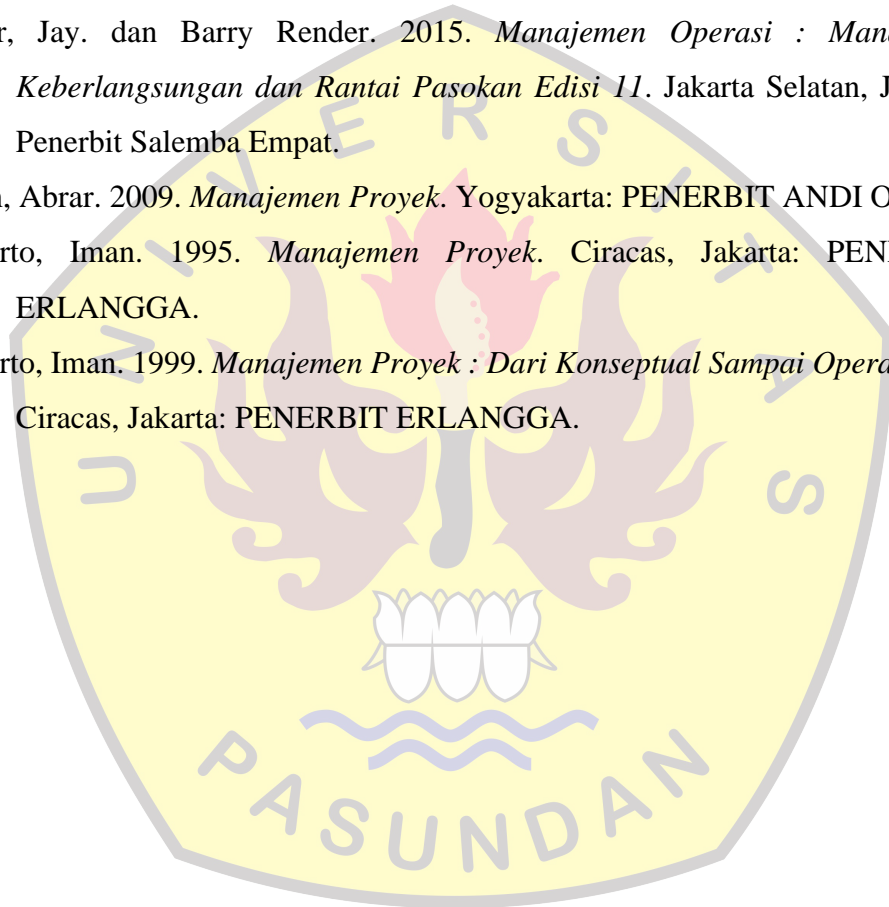 r, Jay. dan Barry Render. 2015. Manajemen Operasi : Mana
Keberlangsungan dan Rantai Pasokan Edisi 11. Jakarta Selatan, J
Penerbit Salemba Empat.
, Abrar. 2009. Manajemen Proyek. Yogyakarta: PENERBIT ANDI O
rto, Iman. 1995. Manajemen Proyek. Ciracas, Jakarta: PEN
ERLANGGA.
rto, Iman. 1999. Manajemen Proyek : Dari Konseptual Sampai Opera
Ciracas, Jakarta: PENERBIT ERLANGGA.
UNIVERSITAS
PASUNDAN